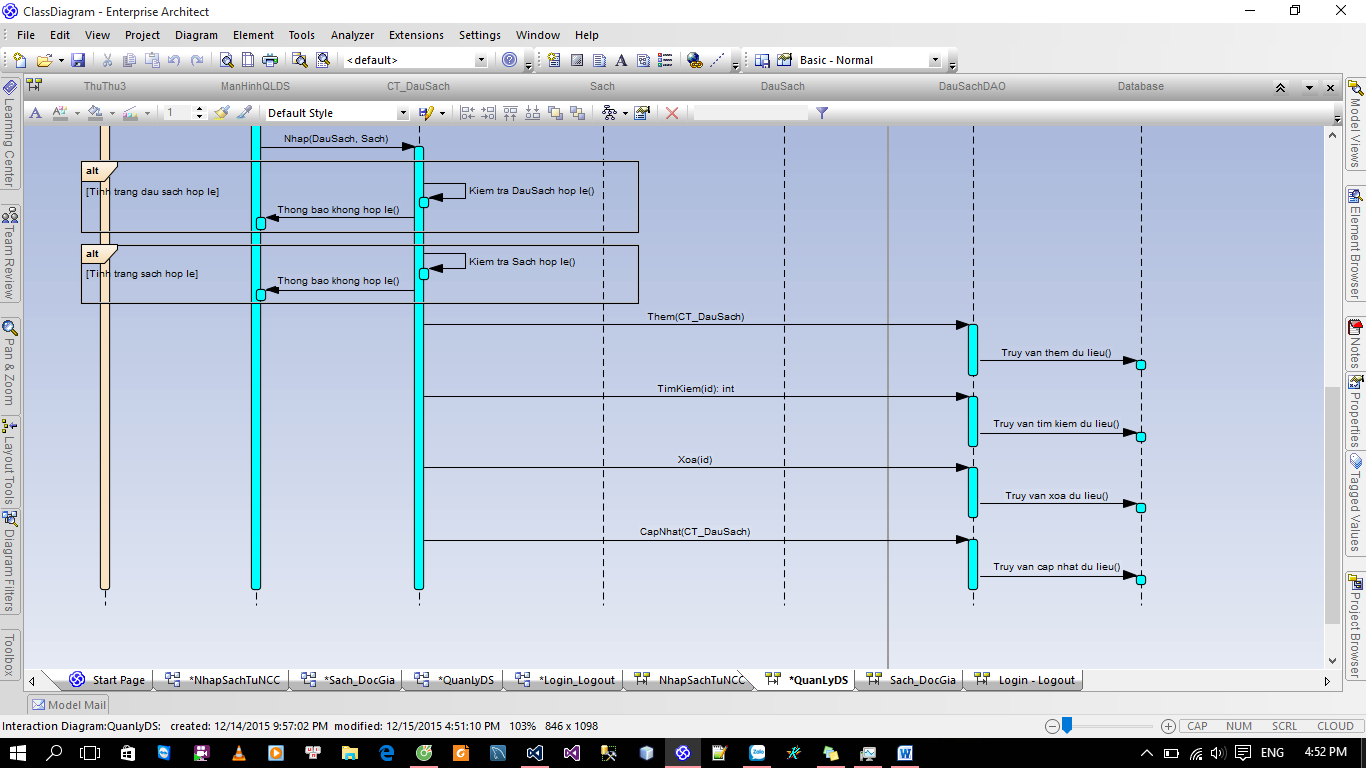 ClassDiagram - Enterprise Architect
File Edit View Project Diagram Element Tools Analyzer Extensions Settings Window Help
<default>
Basic - Normal
ThuThu3 ManHinhQLDS CT_DauSach Sach DauSach DauSachDAO Database
1 Default Style
Nhap(DauSach, Sach)
alt
[Tinh trang dau sach hop le]
Kiem tra DauSach hop le()
Thong bao khong hop le()
alt
[Tinh trang sach hop le]
Kiem tra Sach hop le()
Thong bao khong hop le()
Them(CT_DauSach)
Truy van them du lieu()
TimKiem(id): int
Truy van tim kiem du lieu()
Xoa(id)
Truy van xoa du lieu()
CapNhat(CT_DauSach)
Truy van cap nhat du lieu()
Learning Center
Team Review
Pan & Zoom
Layout Tools
Diagram Filters
Toolbox
Model Views
Element Browser
Notes
Properties
Tagged Values
Project Browser
Start Page *NhapSachTuNCC *Sach_DocGia *QuanLyDS *Login_Logout NhapSachTuNCC *QuanLyDS Sach_DocGia Login - Logout
Model Mail
Interaction Diagram:QuanLyDS: created: 12/14/2015 9:57:02 PM modified: 12/15/2015 4:51:10 PM 103% 846 x 1098 CAP NUM SCRL CLOUD
ENG 4:52 PM